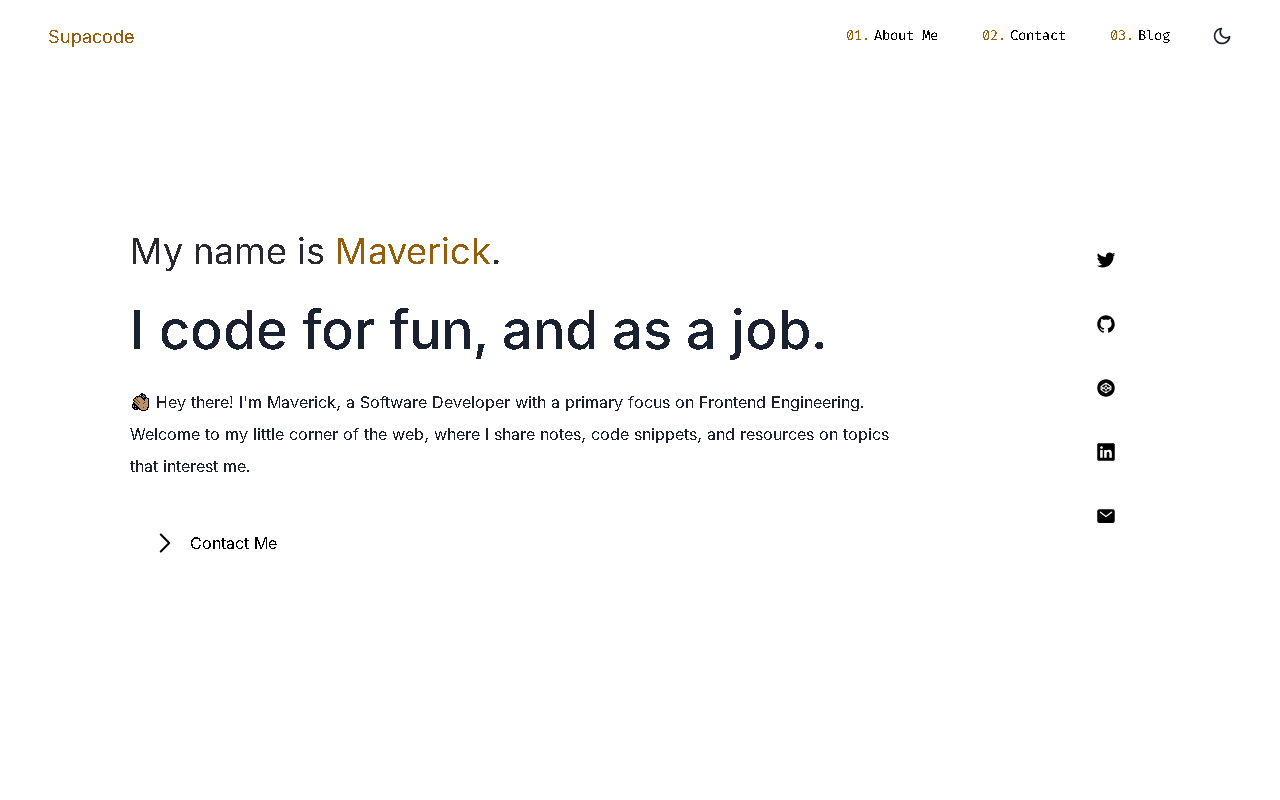 Supacode
01. About Me
02. Contact
03. Blog
My name is Maverick.
I code for fun, and as a job.
👋🏽 Hey there! I'm Maverick, a Software Developer with a primary focus on Frontend Engineering.
Welcome to my little corner of the web, where I share notes, code snippets, and resources on topics
that interest me.
Contact Me